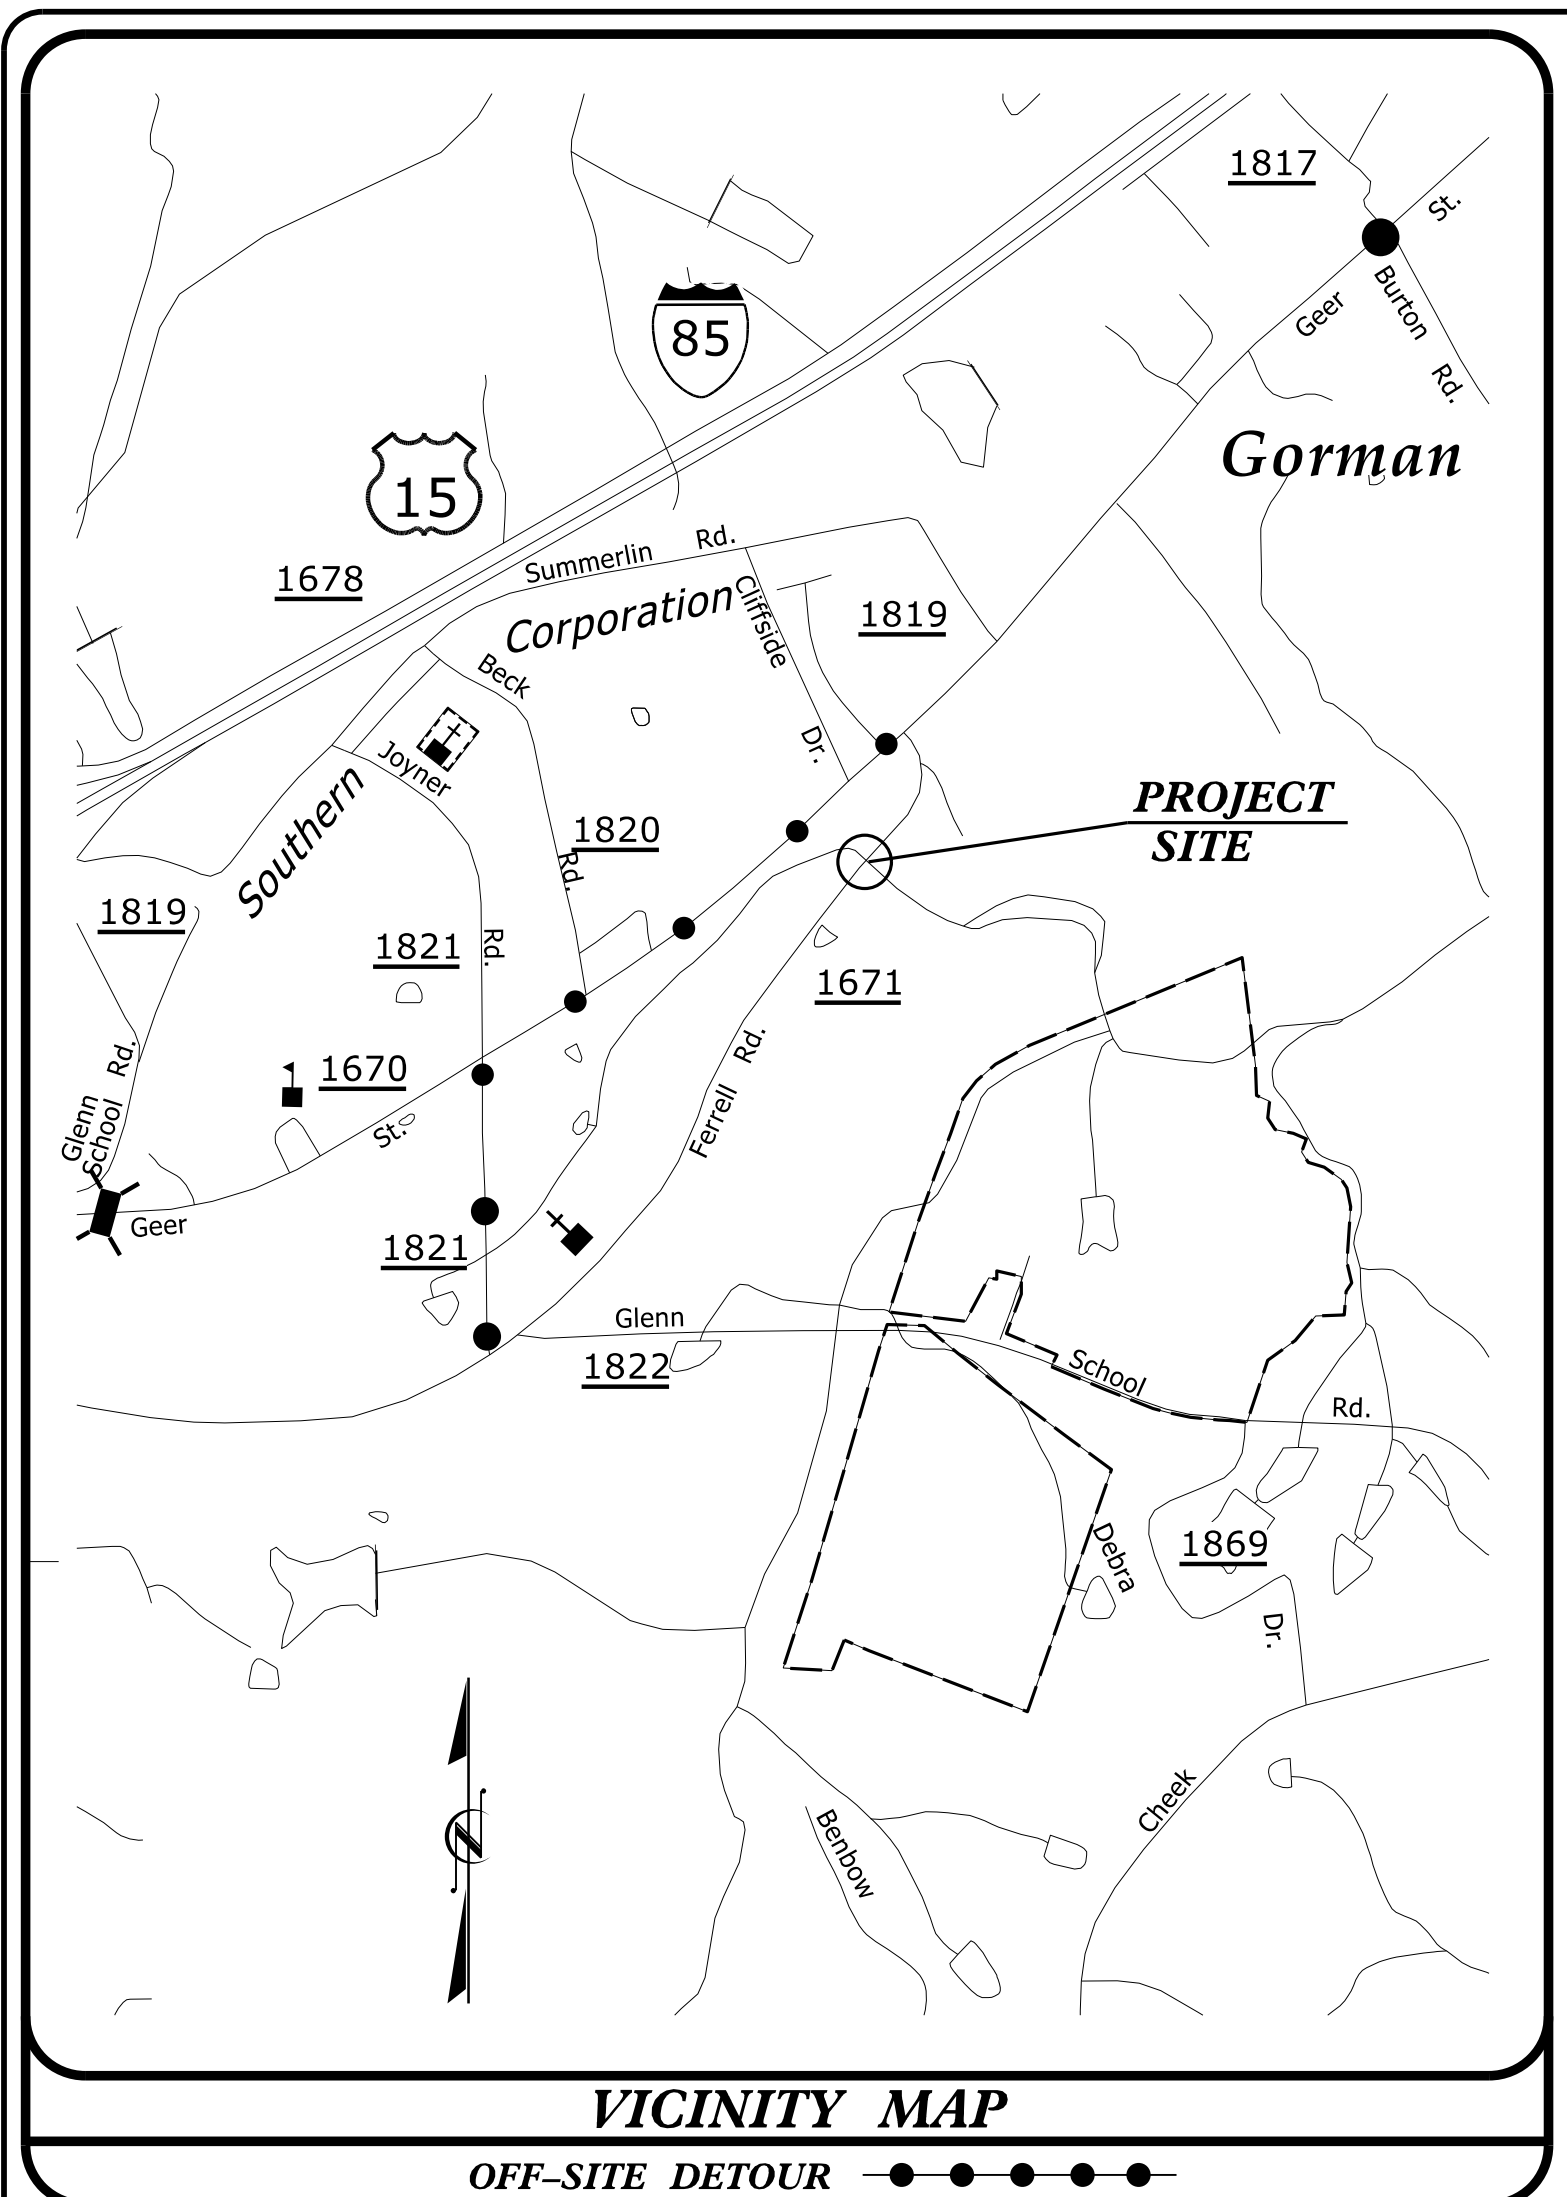 1817
St.
Burton
Geer
85
Rd.
Gorman
15
Rd.
Summerlin
1678
Corporation
Cliffside
1819
Beck
Dr.
Joyner
PROJECT
SITE
Southern
1820
Rd.
1819
1821
Rd.
1671
Rd.
1670
Rd.
Ferrell
Glenn
School
St.
Geer
1821
Glenn
1822
School
Rd.
1869
Debra
Dr.
Cheek
Benbow
N
VICINITY MAP
OFF–SITE DETOUR